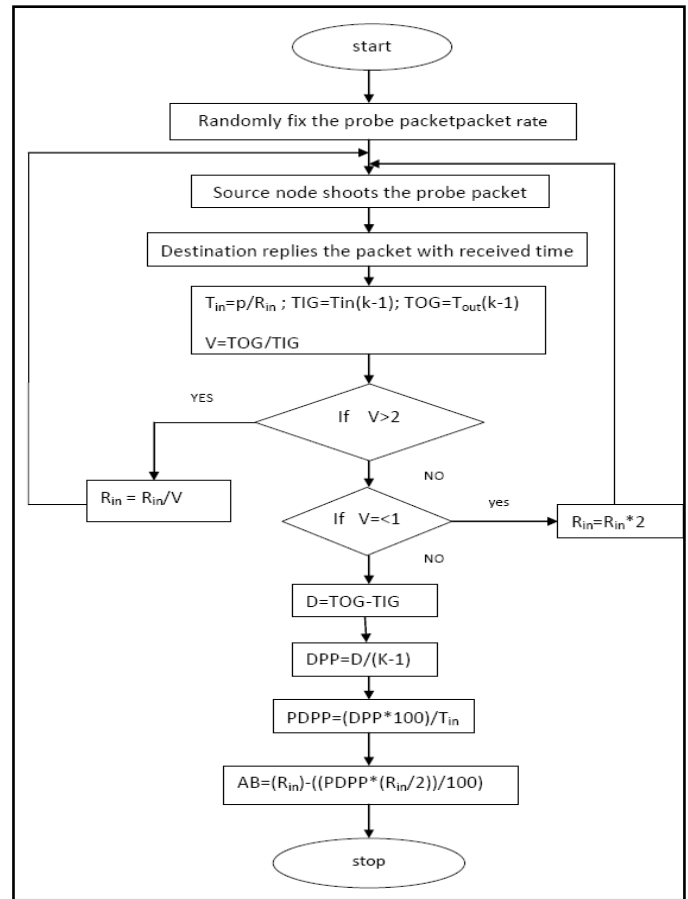 start
Randomly fix the probe packetpacket rate
Source node shoots the probe packet
Destination replies the packet with received time
Tin=p/Rin ; TIG=Tin(k-1); TOG=Tout(k-1)
V=TOG/TIG
YES
If V>2
NO
Rin = Rin/V
If V=<1
yes
Rin=Rin*2
NO
D=TOG-TIG
DPP=D/(K-1)
PDPP=(DPP*100)/Tin
AB=(Rin)-((PDPP*(Rin/2))/100)
stop